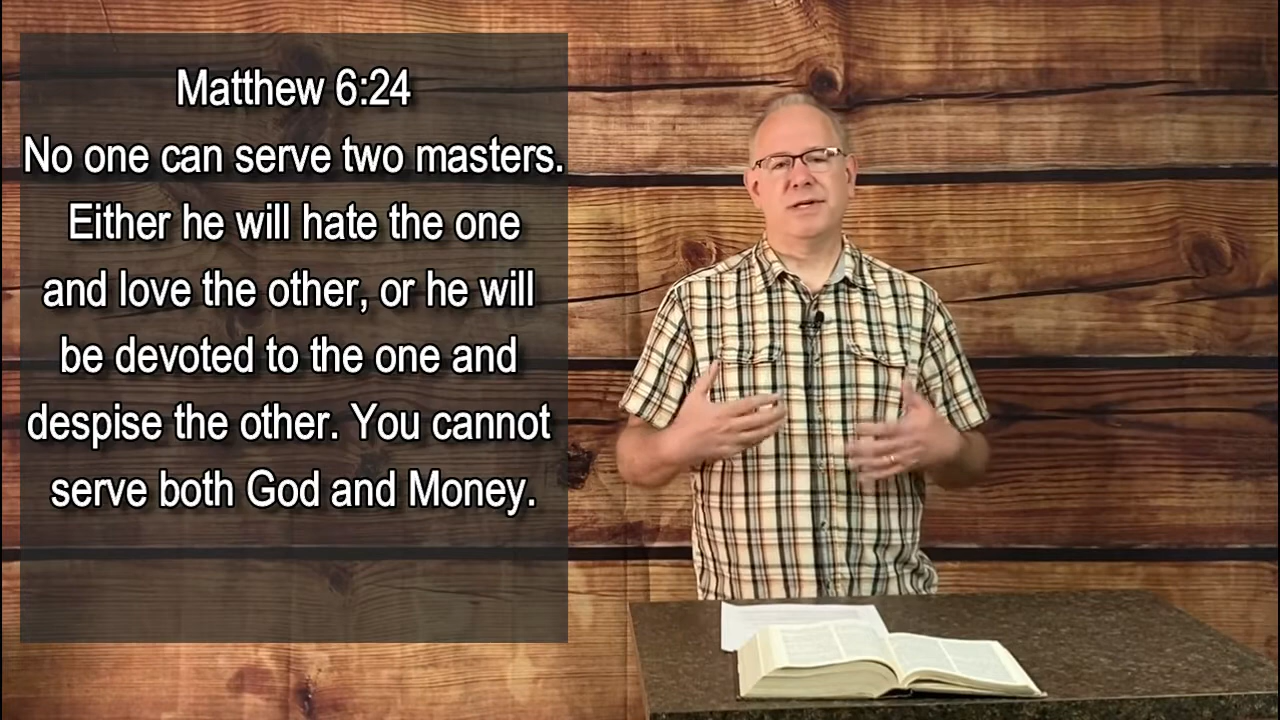 Matthew 6:24
No one can serve two masters.
Either he will hate the one
and love the other, or he will
be devoted to the one and
despise the other. You cannot
serve both God and Money.